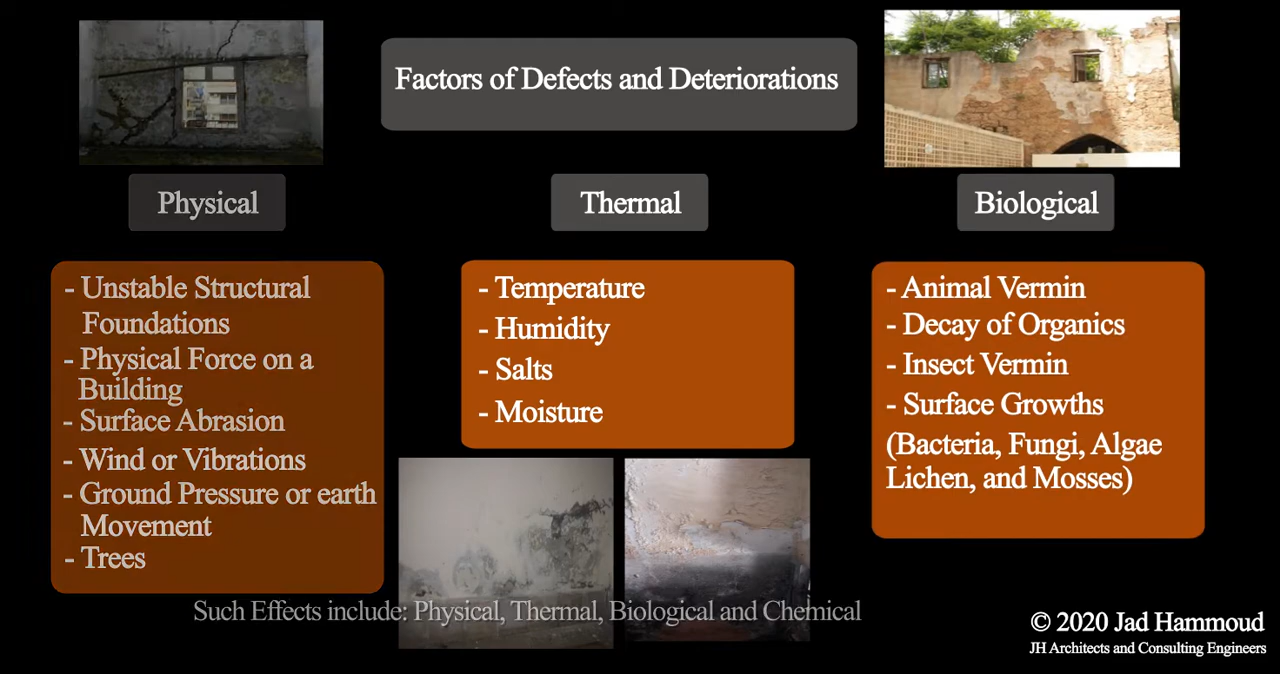 Factors of Defects and Deteriorations
Physical
Thermal
Biological
- Unstable Structural
Foundations
- Physical Force on a
Building
- Surface Abrasion
- Wind or Vibrations
- Ground Pressure or earth
Movement
- Trees
- Temperature
- Humidity
- Salts
- Moisture
- Animal Vermin
- Decay of Organics
- Insect Vermin
- Surface Growths
(Bacteria, Fungi, Algae
Lichen, and Mosses)
Such Effects include: Physical, Thermal, Biological and Chemical
© 2020 Jad Hammoud
JH Architects and Consulting Engineers